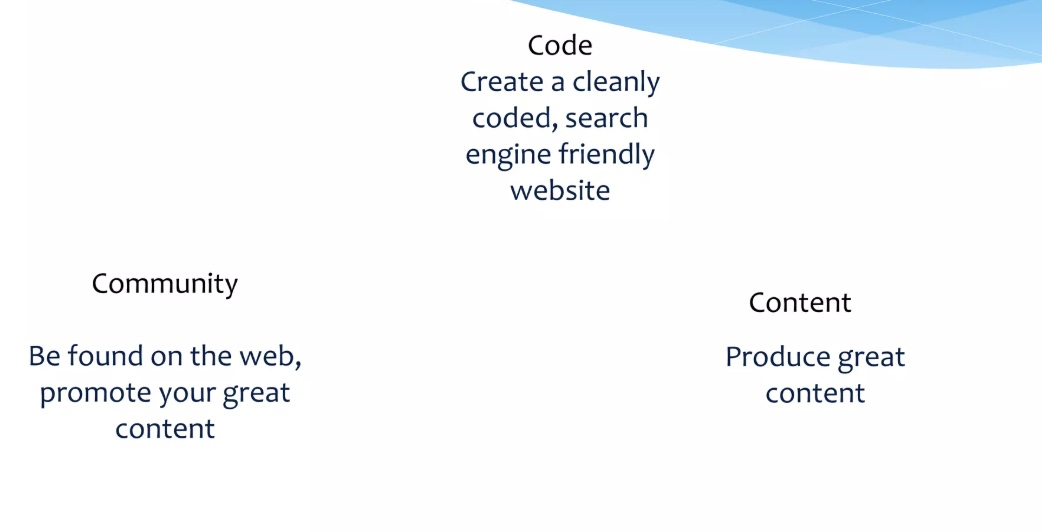 Code
Create a cleanly
coded, search
engine friendly
website
Community
Be found on the web,
promote your great
content
Content
Produce great
content